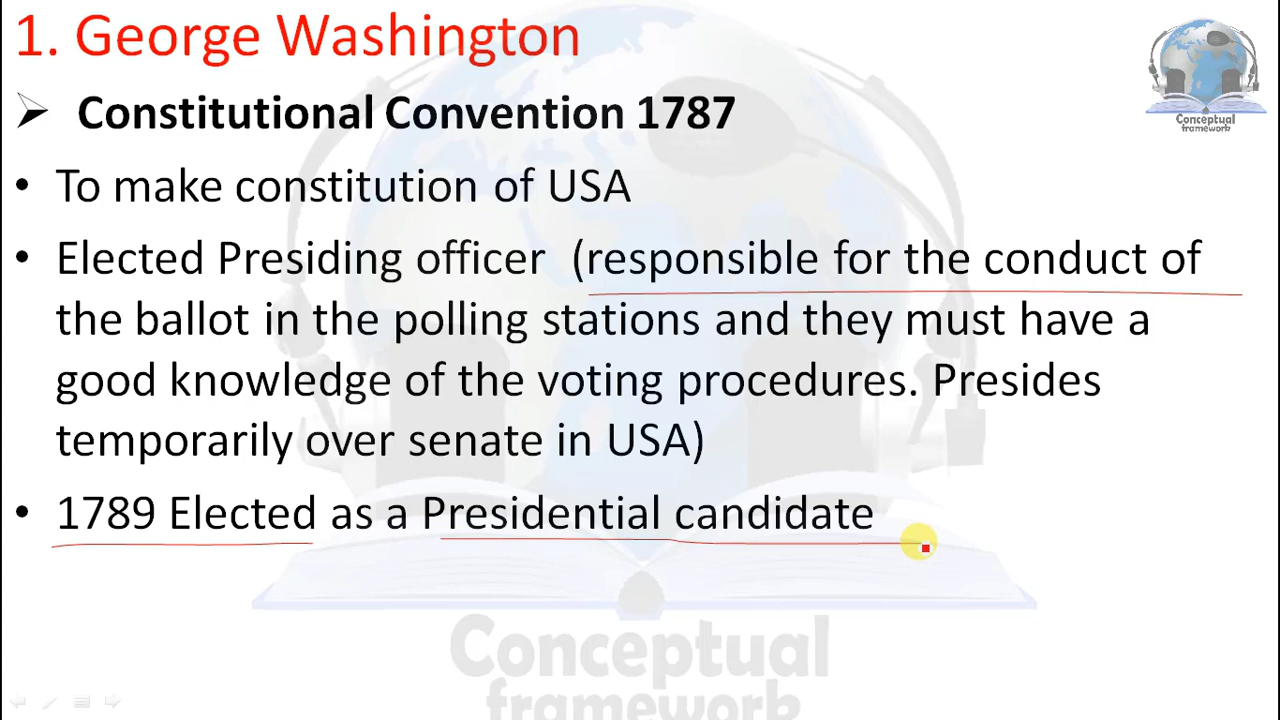 1. George Washington
➢ Constitutional Convention 1787
• To make constitution of USA
• Elected Presiding officer (responsible for the conduct of
the ballot in the polling stations and they must have a
good knowledge of the voting procedures. Presides
temporarily over senate in USA)
• 1789 Elected as a Presidential candidate
Conceptual
framework
Conceptual
framework